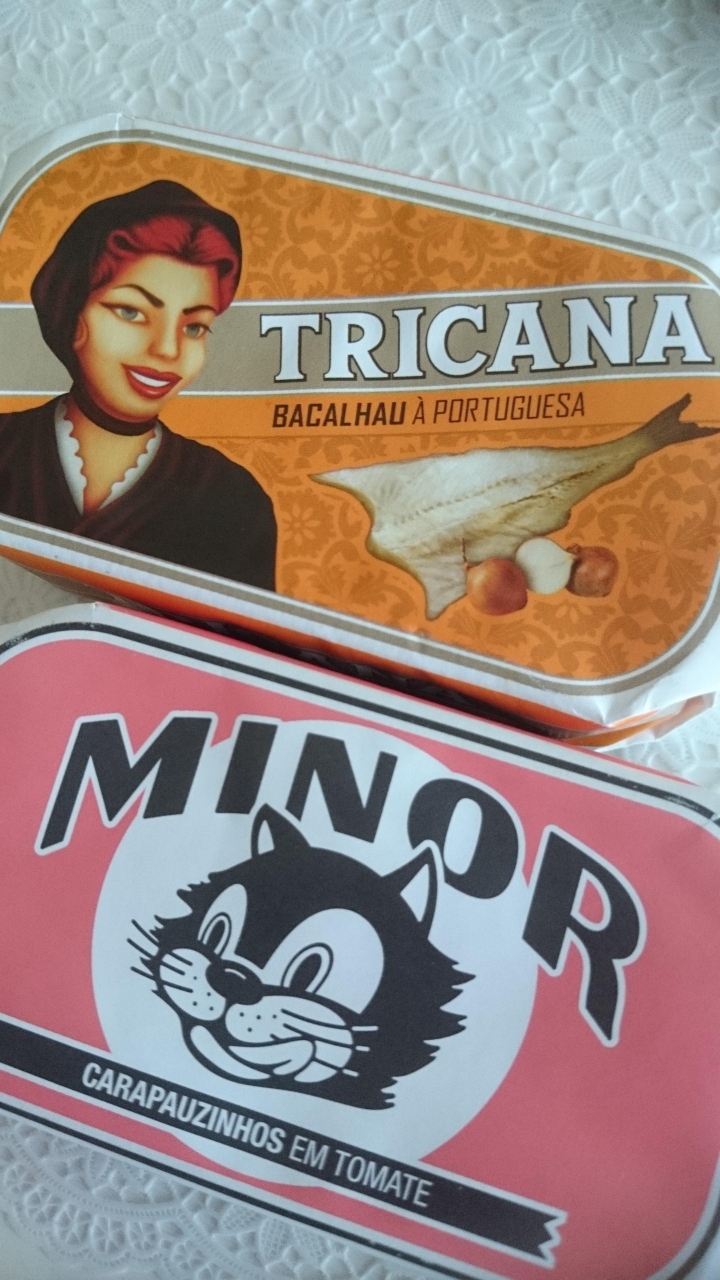 TRICANA
BACALHAU À PORTUGUESA
MINOR
CARAPAUZINHOS EM TOMATE